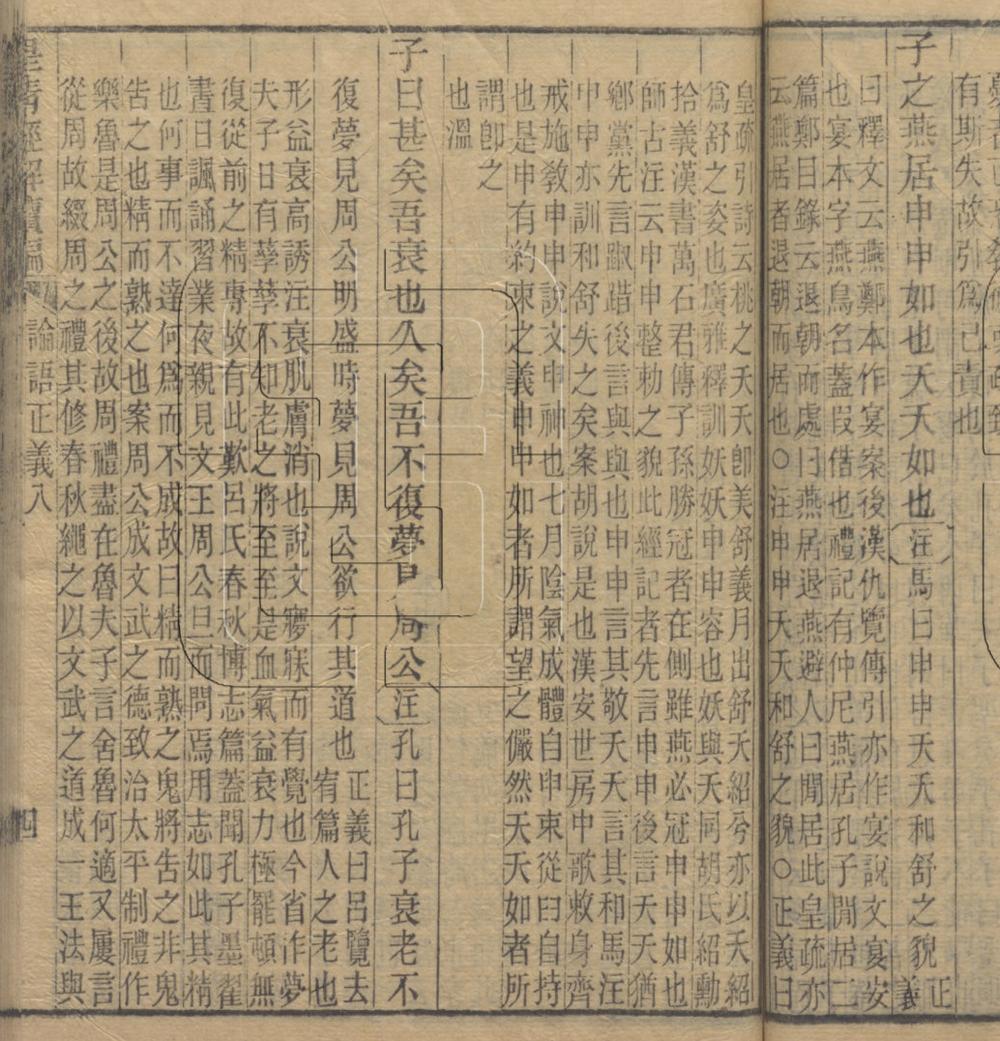 有斯失故引爲己責也
子之燕居申申如也夭夭如也注馬曰申申夭夭和舒之貌正
義
曰釋文云燕鄭本作宴案後漢仇覽傳引亦作宴說文宴安
也宴本字燕鳥名蓋叚借也禮記有仲尼燕居孔子閒居二
篇鄭目錄云退朝而處曰燕居退燕避人曰閒居此皇疏亦
云燕居者退朝而居也○注申申夭夭和舒之貌○正義曰
皇疏引詩云桃之夭夭卽美舒義月出舒夭紹兮亦以夭紹
爲舒之姿也廣雅釋訓妖妖申申容也妖與夭同胡氏紹勳
拾義漢書萬石君傳子孫勝冠者在側雖燕必冠申申如也
師古注云申申整勅之貌此經記者先言申申後言夭夭猶
鄉黨先言踧踖後言與與也申申言其敬夭夭言其和馬注
申申亦訓和舒失之矣案胡說是也漢安世房中歌敕身齊
戒施敎申申說文申神也七月陰氣成體自申束從臼自持
也是申有約束之義申申如者所謂望之儼然夭夭如者所
謂卽之
也溫
子曰甚矣吾衰也久矣吾不復夢見周公注孔曰孔子衰老不
復夢見周公明盛時夢見周公欲行其道也正義曰呂覽去
宥篇人之老也
形益衰高誘注衰肌膚消也說文㝱寐而有覺也今省作夢
夫子日有孳孳不知老之將至至是血氣益衰力極罷頓無
復從前之精專故有此歎呂氏春秋博志篇蓋聞孔子墨翟
晝日諷誦習業夜親見文王周公旦而問焉用志如此其精
也何事而不達何爲而不成故曰精而熟之鬼將告之非鬼
告之也精而熟之也案周公成文武之德致治太平制禮作
樂魯是周公之後故周禮盡在魯夫子言舍魯何適又屢言
從周故綴周之禮其修春秋繩之以文武之道成一王法與
皇淸經解續編 論語正義八 四